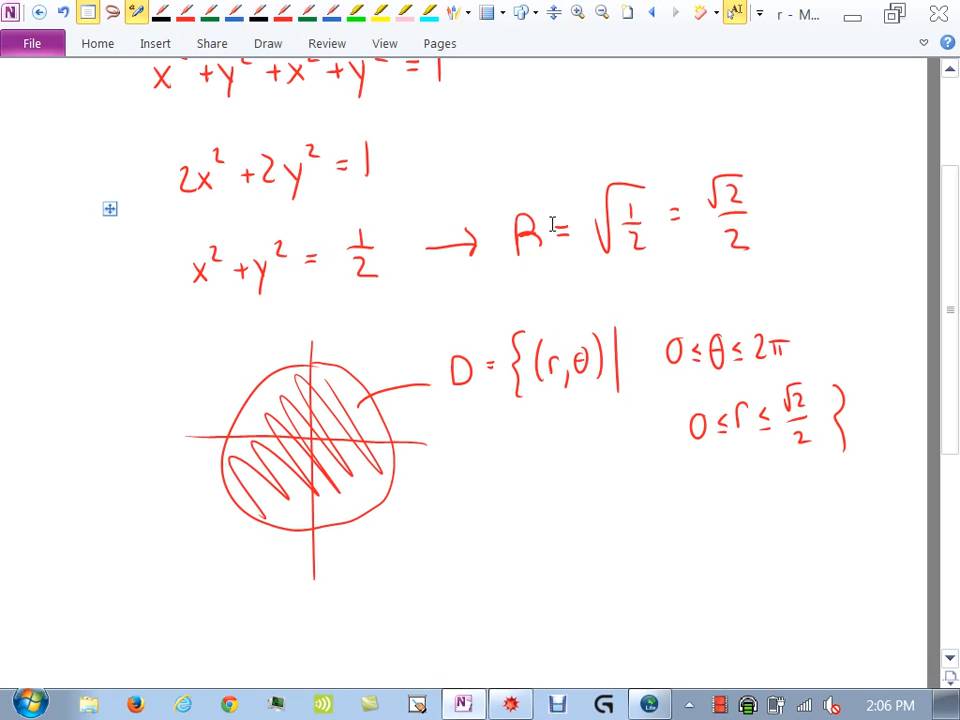 r - M...
File Home Insert Share Draw Review View Pages
x² + y² + x² + y² = 1
2x² + 2y² = 1
x² + y² = 1/2 → R = √(1/2) = √2/2
D = {(r, θ) | 0 ≤ θ ≤ 2π
0 ≤ r ≤ √2/2 }
2:06 PM